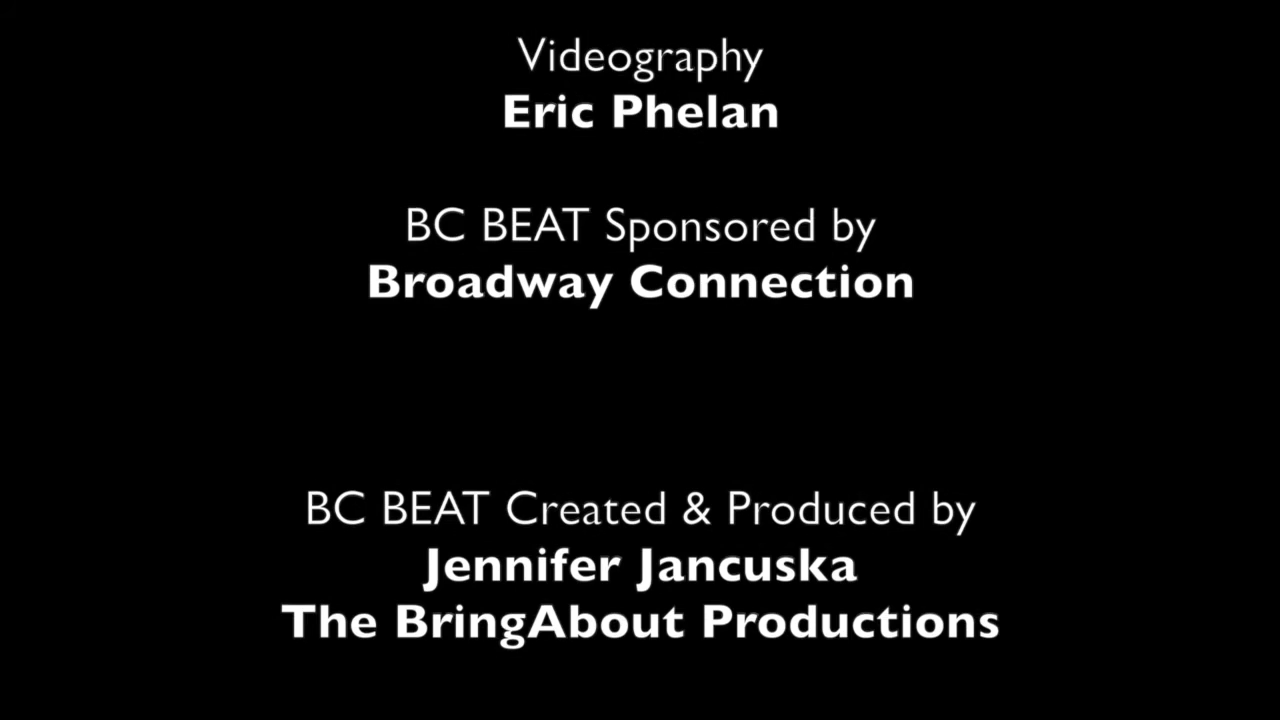 Videography
Eric Phelan
BC BEAT Sponsored by
Broadway Connection
BC BEAT Created & Produced by
Jennifer Jancuska
The BringAbout Productions